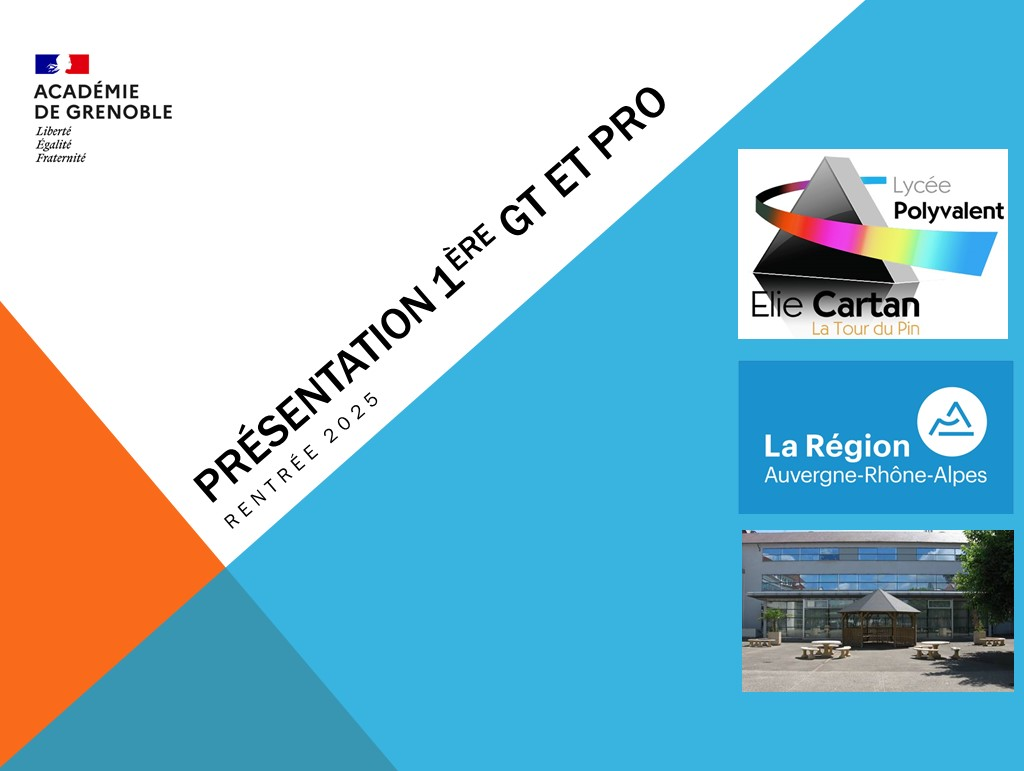 ACADÉMIE
DE GRENOBLE
Liberté
Égalité
Fraternité
PRÉSENTATION 1ÈRE GT ET PRO
RENTRÉE 2025
Lycée
Polyvalent
Elie Cartan
La Tour du Pin
La Région
Auvergne-Rhône-Alpes